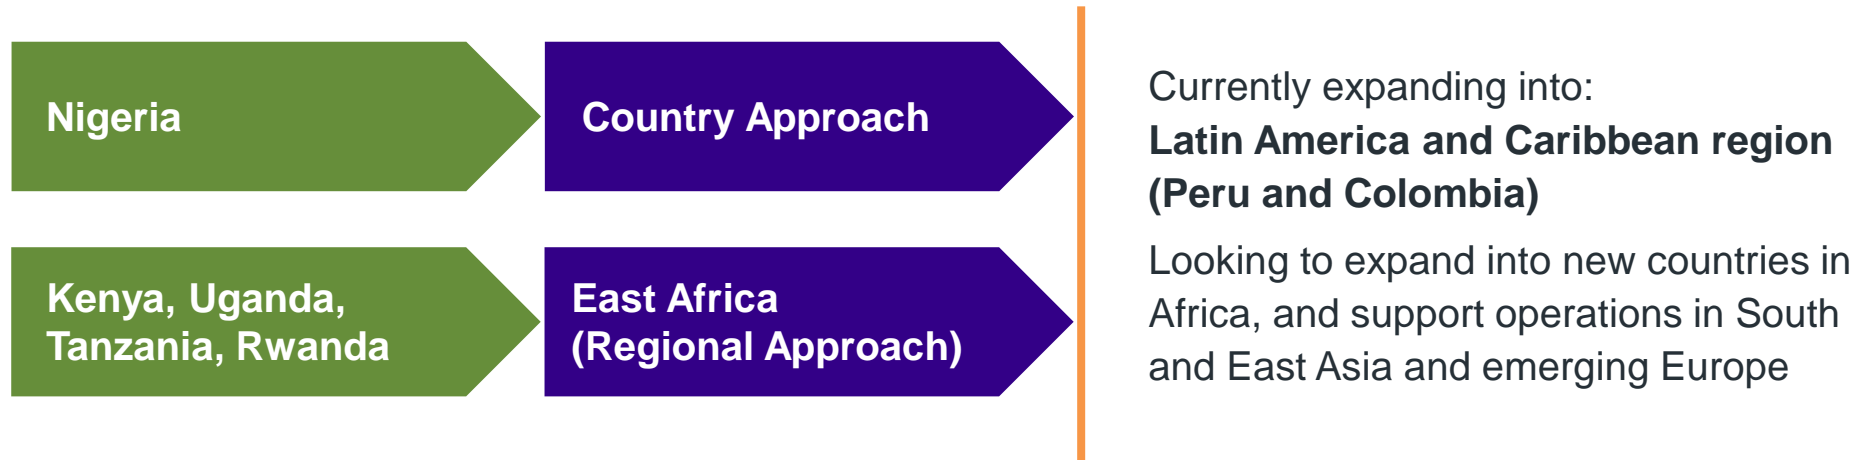 Nigeria
Country Approach
Kenya, Uganda,
Tanzania, Rwanda
East Africa
(Regional Approach)
Currently expanding into:
Latin America and Caribbean region
(Peru and Colombia)
Looking to expand into new countries in
Africa, and support operations in South
and East Asia and emerging Europe